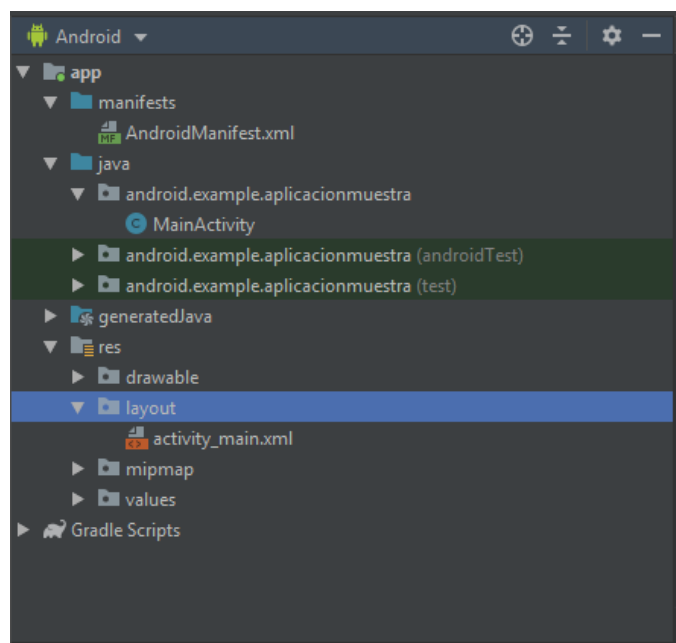 Android
app
manifests
MF AndroidManifest.xml
java
android.example.aplicacionmuestra
C MainActivity
android.example.aplicacionmuestra (androidTest)
android.example.aplicacionmuestra (test)
generatedJava
res
drawable
layout
<> activity_main.xml
mipmap
values
Gradle Scripts